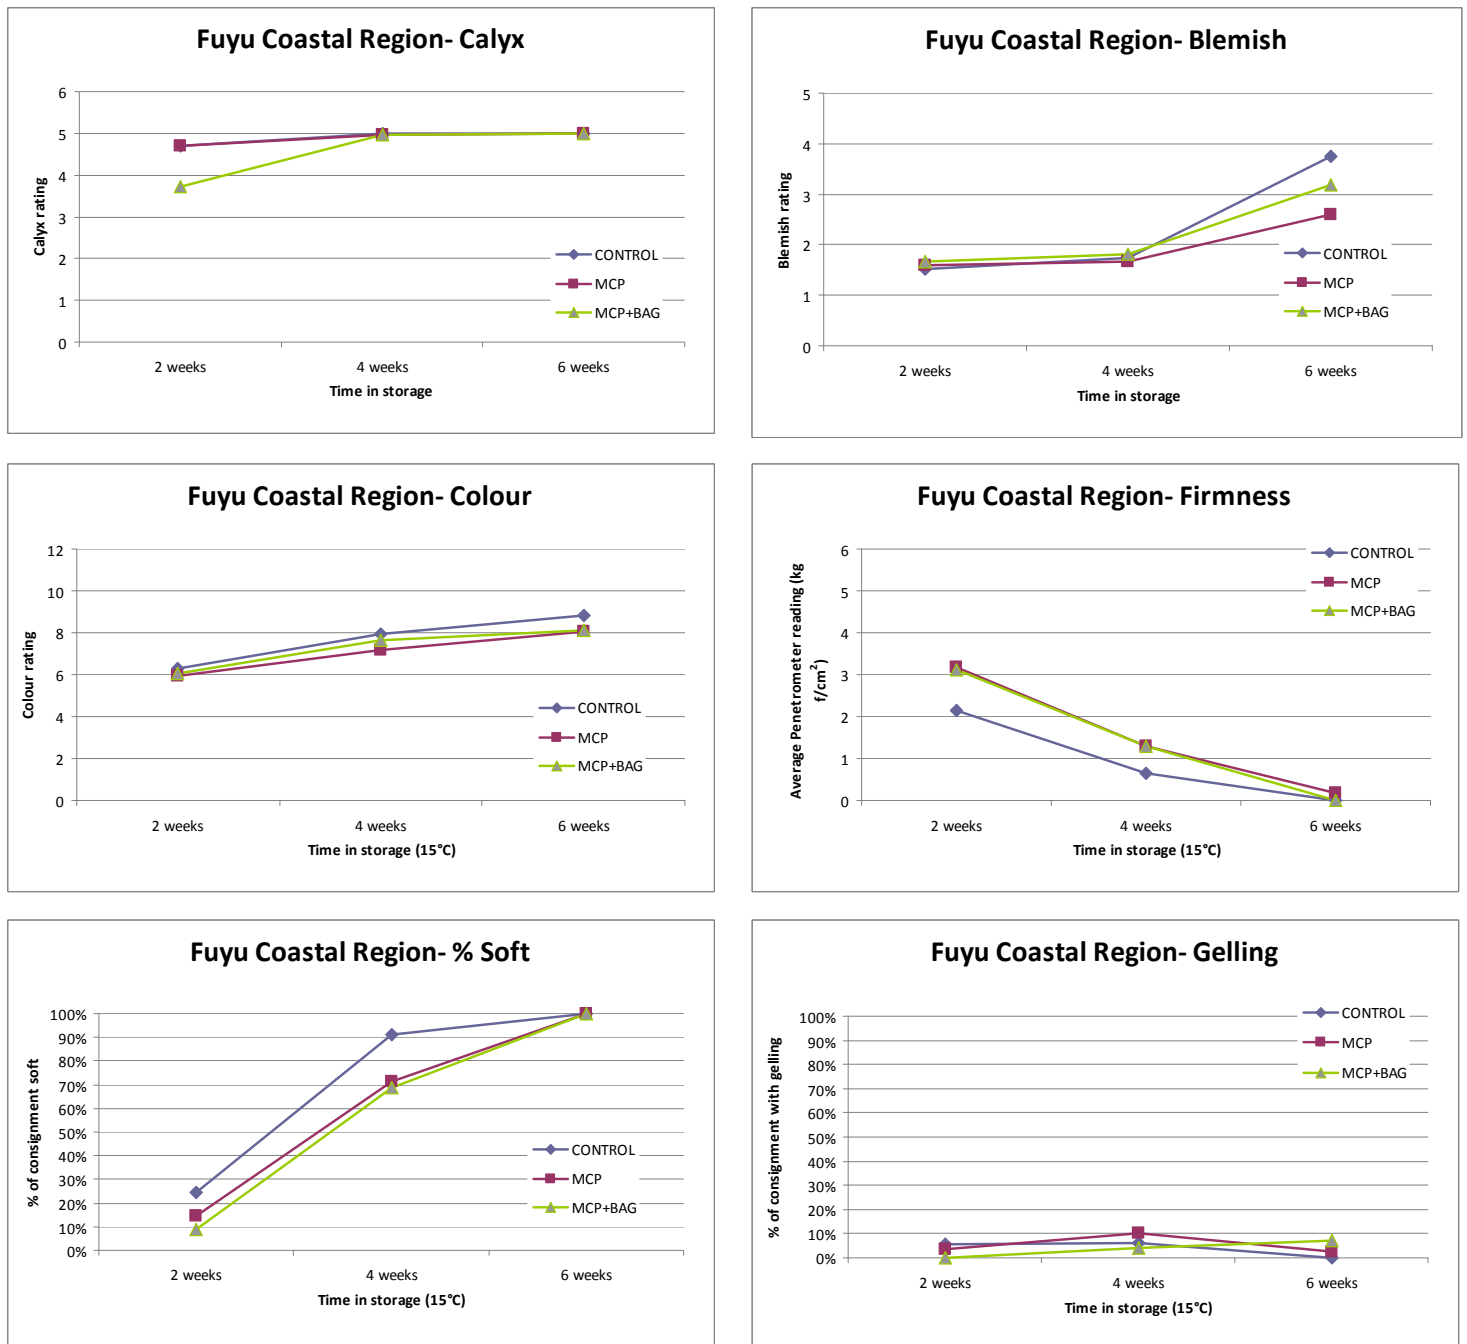 Fuyu Coastal Region- Calyx
6
5
4
3
2
1
0
Calyx rating
2 weeks
4 weeks
6 weeks
Time in storage
CONTROL
MCP
MCP+BAG
Fuyu Coastal Region- Blemish
5
4
3
2
1
0
Blemish rating
2 weeks
4 weeks
6 weeks
Time in storage
CONTROL
MCP
MCP+BAG
Fuyu Coastal Region- Colour
12
10
8
6
4
2
0
Colour rating
2 weeks
4 weeks
6 weeks
Time in storage (15°C)
CONTROL
MCP
MCP+BAG
Fuyu Coastal Region- Firmness
6
5
4
3
2
1
0
Average Penetrometer reading (kg
f/cm²)
2 weeks
4 weeks
6 weeks
Time in storage (15°C)
CONTROL
MCP
MCP+BAG
Fuyu Coastal Region- % Soft
100%
90%
80%
70%
60%
50%
40%
30%
20%
10%
0%
% of consignment soft
2 weeks
4 weeks
6 weeks
Time in storage (15°C)
CONTROL
MCP
MCP+BAG
Fuyu Coastal Region- Gelling
100%
90%
80%
70%
60%
50%
40%
30%
20%
10%
0%
% of consignment with gelling
2 weeks
4 weeks
6 weeks
Time in storage (15°C)
CONTROL
MCP
MCP+BAG